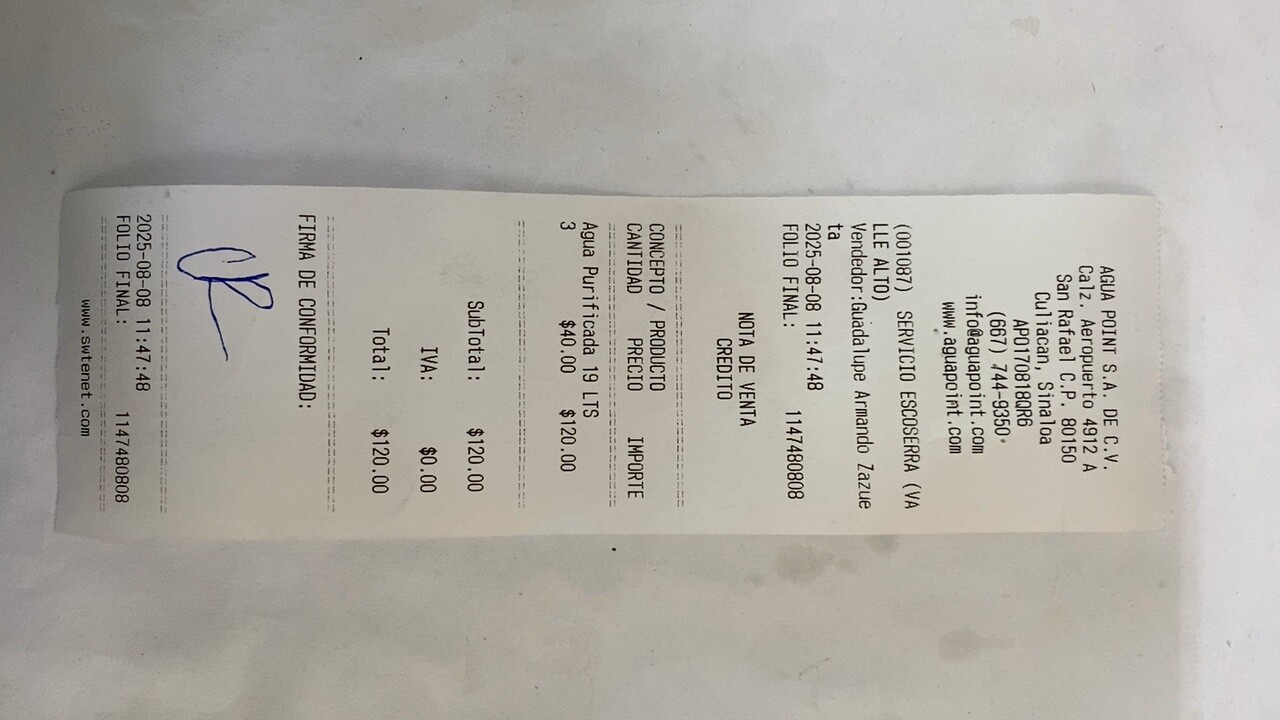 AGUA POINT S.A. DE C.V.
Calz. Aeropuerto 4912 A
San Rafael C.P. 80150
Culiacan, Sinaloa
APO170818QR6
(667) 744-9350
info@aguapoint.com
www.aguapoint.com
(001087) SERVICIO ESCOSERRA (VA
LLE ALTO)
Vendedor:Guadalupe Armando Zazue
ta
2025-08-08 11:47:48
FOLIO FINAL: 1147480808
NOTA DE VENTA
CREDITO
CONCEPTO / PRODUCTO
CANTIDAD PRECIO IMPORTE
Agua Purificada 19 LTS
3 $40.00 $120.00
SubTotal: $120.00
IVA: $0.00
Total: $120.00
FIRMA DE CONFORMIDAD:
2025-08-08 11:47:48
FOLIO FINAL: 1147480808
www.swtenet.com